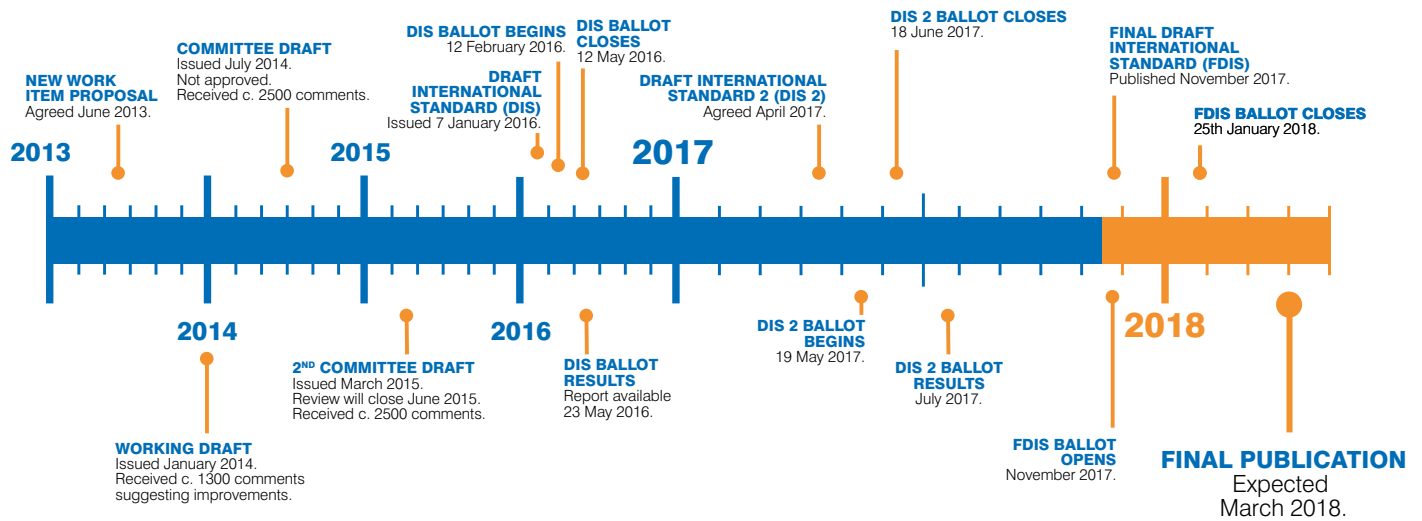 NEW WORK
ITEM PROPOSAL
Agreed June 2013.
COMMITTEE DRAFT
Issued July 2014.
Not approved.
Received c. 2500 comments.
DIS BALLOT BEGINS
12 February 2016.
DRAFT
INTERNATIONAL
STANDARD (DIS)
Issued 7 January 2016.
DIS BALLOT
CLOSES
12 May 2016.
DRAFT INTERNATIONAL
STANDARD 2 (DIS 2)
Agreed April 2017.
DIS 2 BALLOT CLOSES
18 June 2017.
FINAL DRAFT
INTERNATIONAL
STANDARD (FDIS)
Published November 2017.
FDIS BALLOT CLOSES
25th January 2018.
2013
2015
2017
2014
2016
2018
WORKING DRAFT
Issued January 2014.
Received c. 1300 comments
suggesting improvements.
2ND COMMITTEE DRAFT
Issued March 2015.
Review will close June 2015.
Received c. 2500 comments.
DIS BALLOT
RESULTS
Report available
23 May 2016.
DIS 2 BALLOT
BEGINS
19 May 2017.
DIS 2 BALLOT
RESULTS
July 2017.
FDIS BALLOT
OPENS
November 2017.
FINAL PUBLICATION
Expected
March 2018.